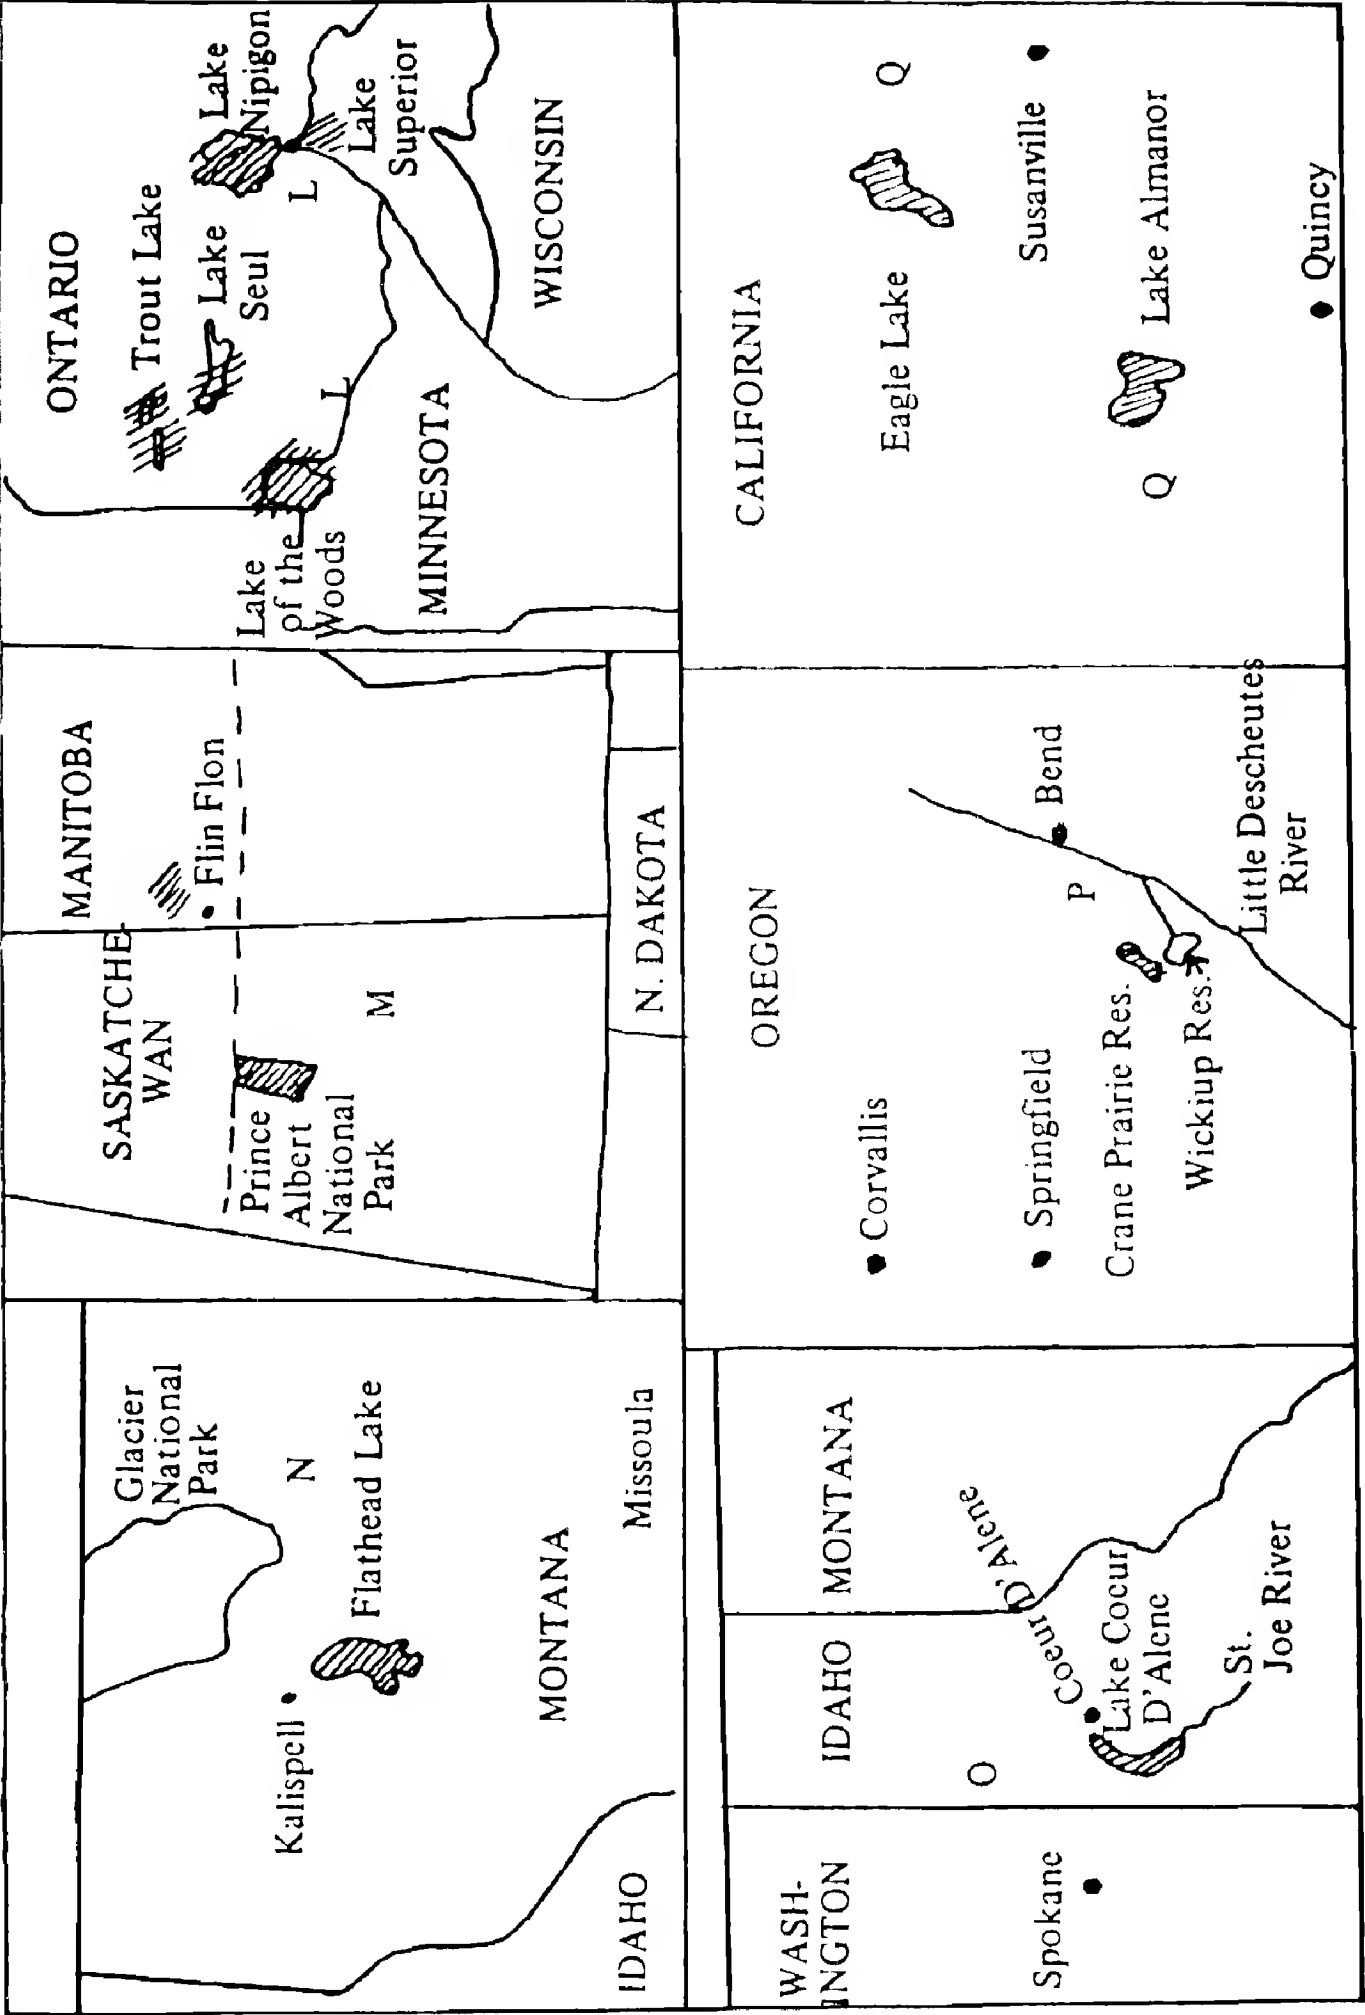 Glacier
National
Park
N
Kalispell
Flathead Lake
MONTANA
Missoula
IDAHO
SASKATCHE-
WAN
MANITOBA
Flin Flon
Prince
Albert
National
Park
M
N. DAKOTA
ONTARIO
Trout Lake
Lake
Seul
Lake
Nipigon
L
Lake
Superior
L
Lake
of the
Woods
MINNESOTA
WISCONSIN
WASH-
INGTON
IDAHO
MONTANA
O
Coeur D'Alene
Spokane
Lake Coeur
D'Alene
St.
Joe River
OREGON
Corvallis
Springfield
Bend
P
Crane Prairie Res.
Wickiup Res.
Little Descheutes
River
CALIFORNIA
Eagle Lake
Q
Susanville
Q
Lake Almanor
Quincy